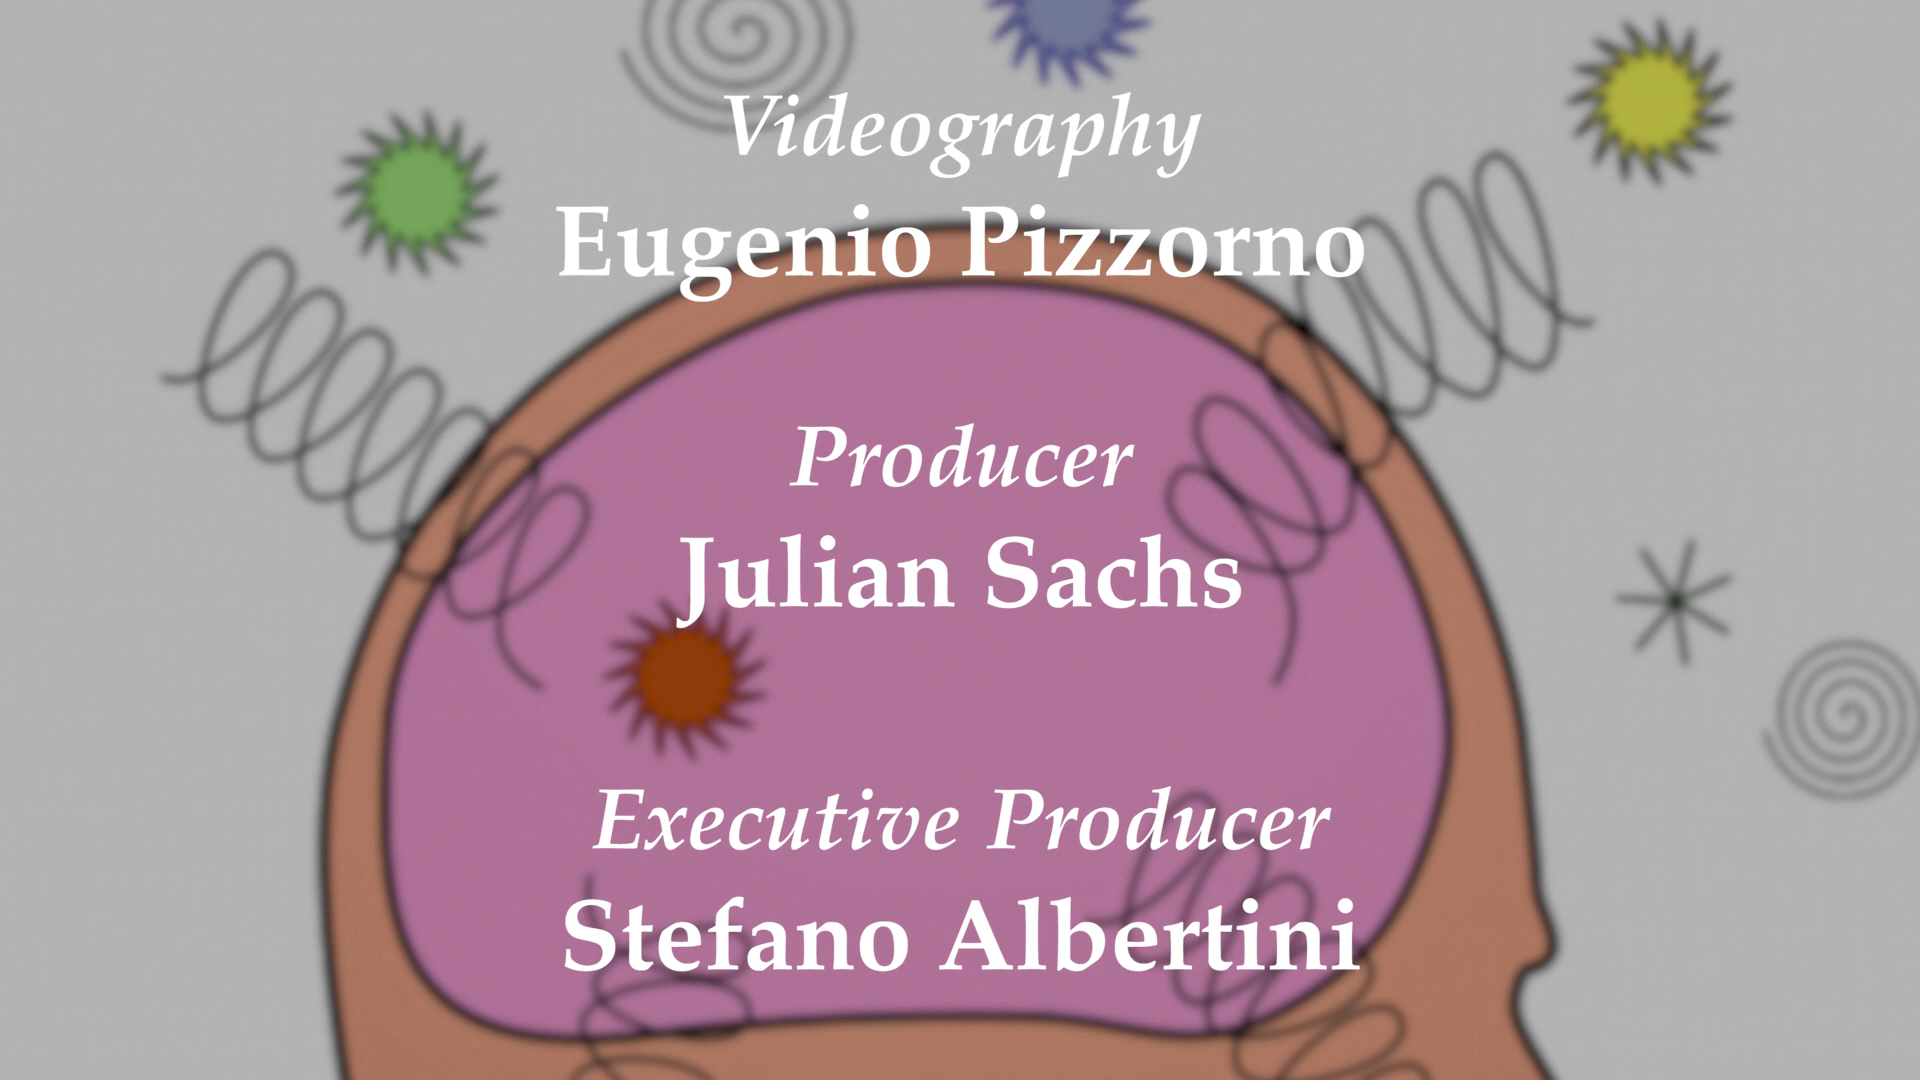 Videography
Eugenio Pizzorno
Producer
Julian Sachs
Executive Producer
Stefano Albertini